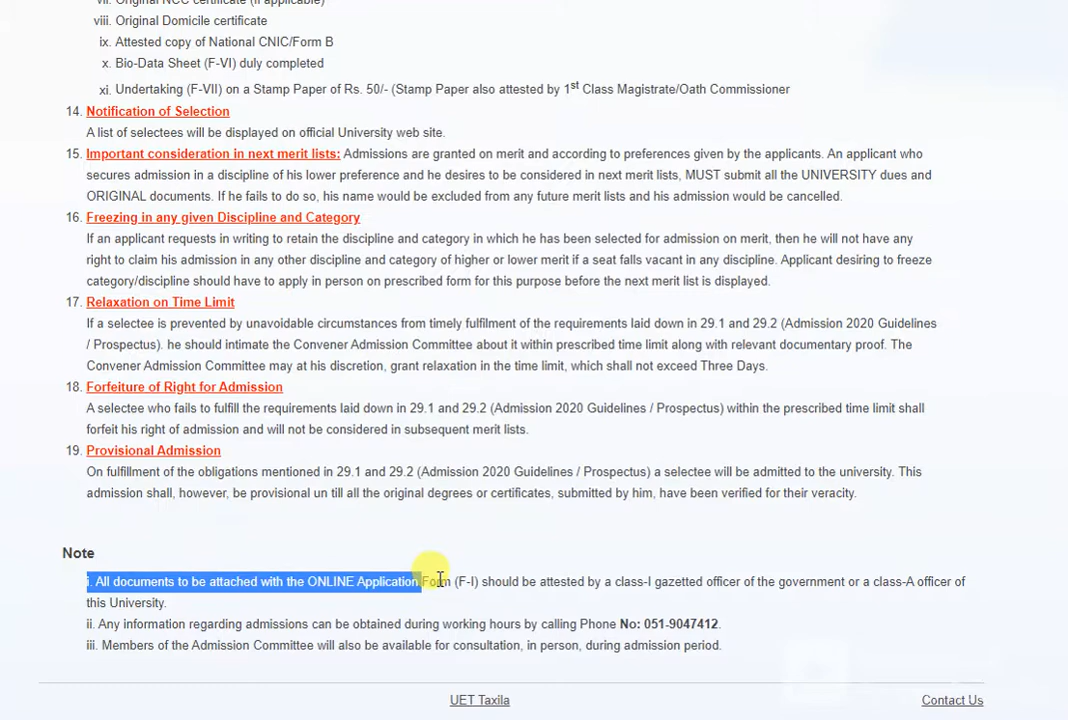 vii. Original NCC certificate (if applicable)
viii. Original Domicile certificate
ix. Attested copy of National CNIC/Form B
x. Bio-Data Sheet (F-VI) duly completed
xi. Undertaking (F-VII) on a Stamp Paper of Rs. 50/- (Stamp Paper also attested by 1st Class Magistrate/Oath Commissioner
14. Notification of Selection
A list of selectees will be displayed on official University web site.
15. Important consideration in next merit lists: Admissions are granted on merit and according to preferences given by the applicants. An applicant who
secures admission in a discipline of his lower preference and he desires to be considered in next merit lists, MUST submit all the UNIVERSITY dues and
ORIGINAL documents. If he fails to do so, his name would be excluded from any future merit lists and his admission would be cancelled.
16. Freezing in any given Discipline and Category
If an applicant requests in writing to retain the discipline and category in which he has been selected for admission on merit, then he will not have any
right to claim his admission in any other discipline and category of higher or lower merit if a seat falls vacant in any discipline. Applicant desiring to freeze
category/discipline should have to apply in person on prescribed form for this purpose before the next merit list is displayed.
17. Relaxation on Time Limit
If a selectee is prevented by unavoidable circumstances from timely fulfilment of the requirements laid down in 29.1 and 29.2 (Admission 2020 Guidelines
/ Prospectus). he should intimate the Convener Admission Committee about it within prescribed time limit along with relevant documentary proof. The
Convener Admission Committee may at his discretion, grant relaxation in the time limit, which shall not exceed Three Days.
18. Forfeiture of Right for Admission
A selectee who fails to fulfill the requirements laid down in 29.1 and 29.2 (Admission 2020 Guidelines / Prospectus) within the prescribed time limit shall
forfeit his right of admission and will not be considered in subsequent merit lists.
19. Provisional Admission
On fulfillment of the obligations mentioned in 29.1 and 29.2 (Admission 2020 Guidelines / Prospectus) a selectee will be admitted to the university. This
admission shall, however, be provisional un till all the original degrees or certificates, submitted by him, have been verified for their veracity.
Note
i. All documents to be attached with the ONLINE Application Form (F-I) should be attested by a class-I gazetted officer of the government or a class-A officer of
this University.
ii. Any information regarding admissions can be obtained during working hours by calling Phone No: 051-9047412.
iii. Members of the Admission Committee will also be available for consultation, in person, during admission period.
UET Taxila
Contact Us